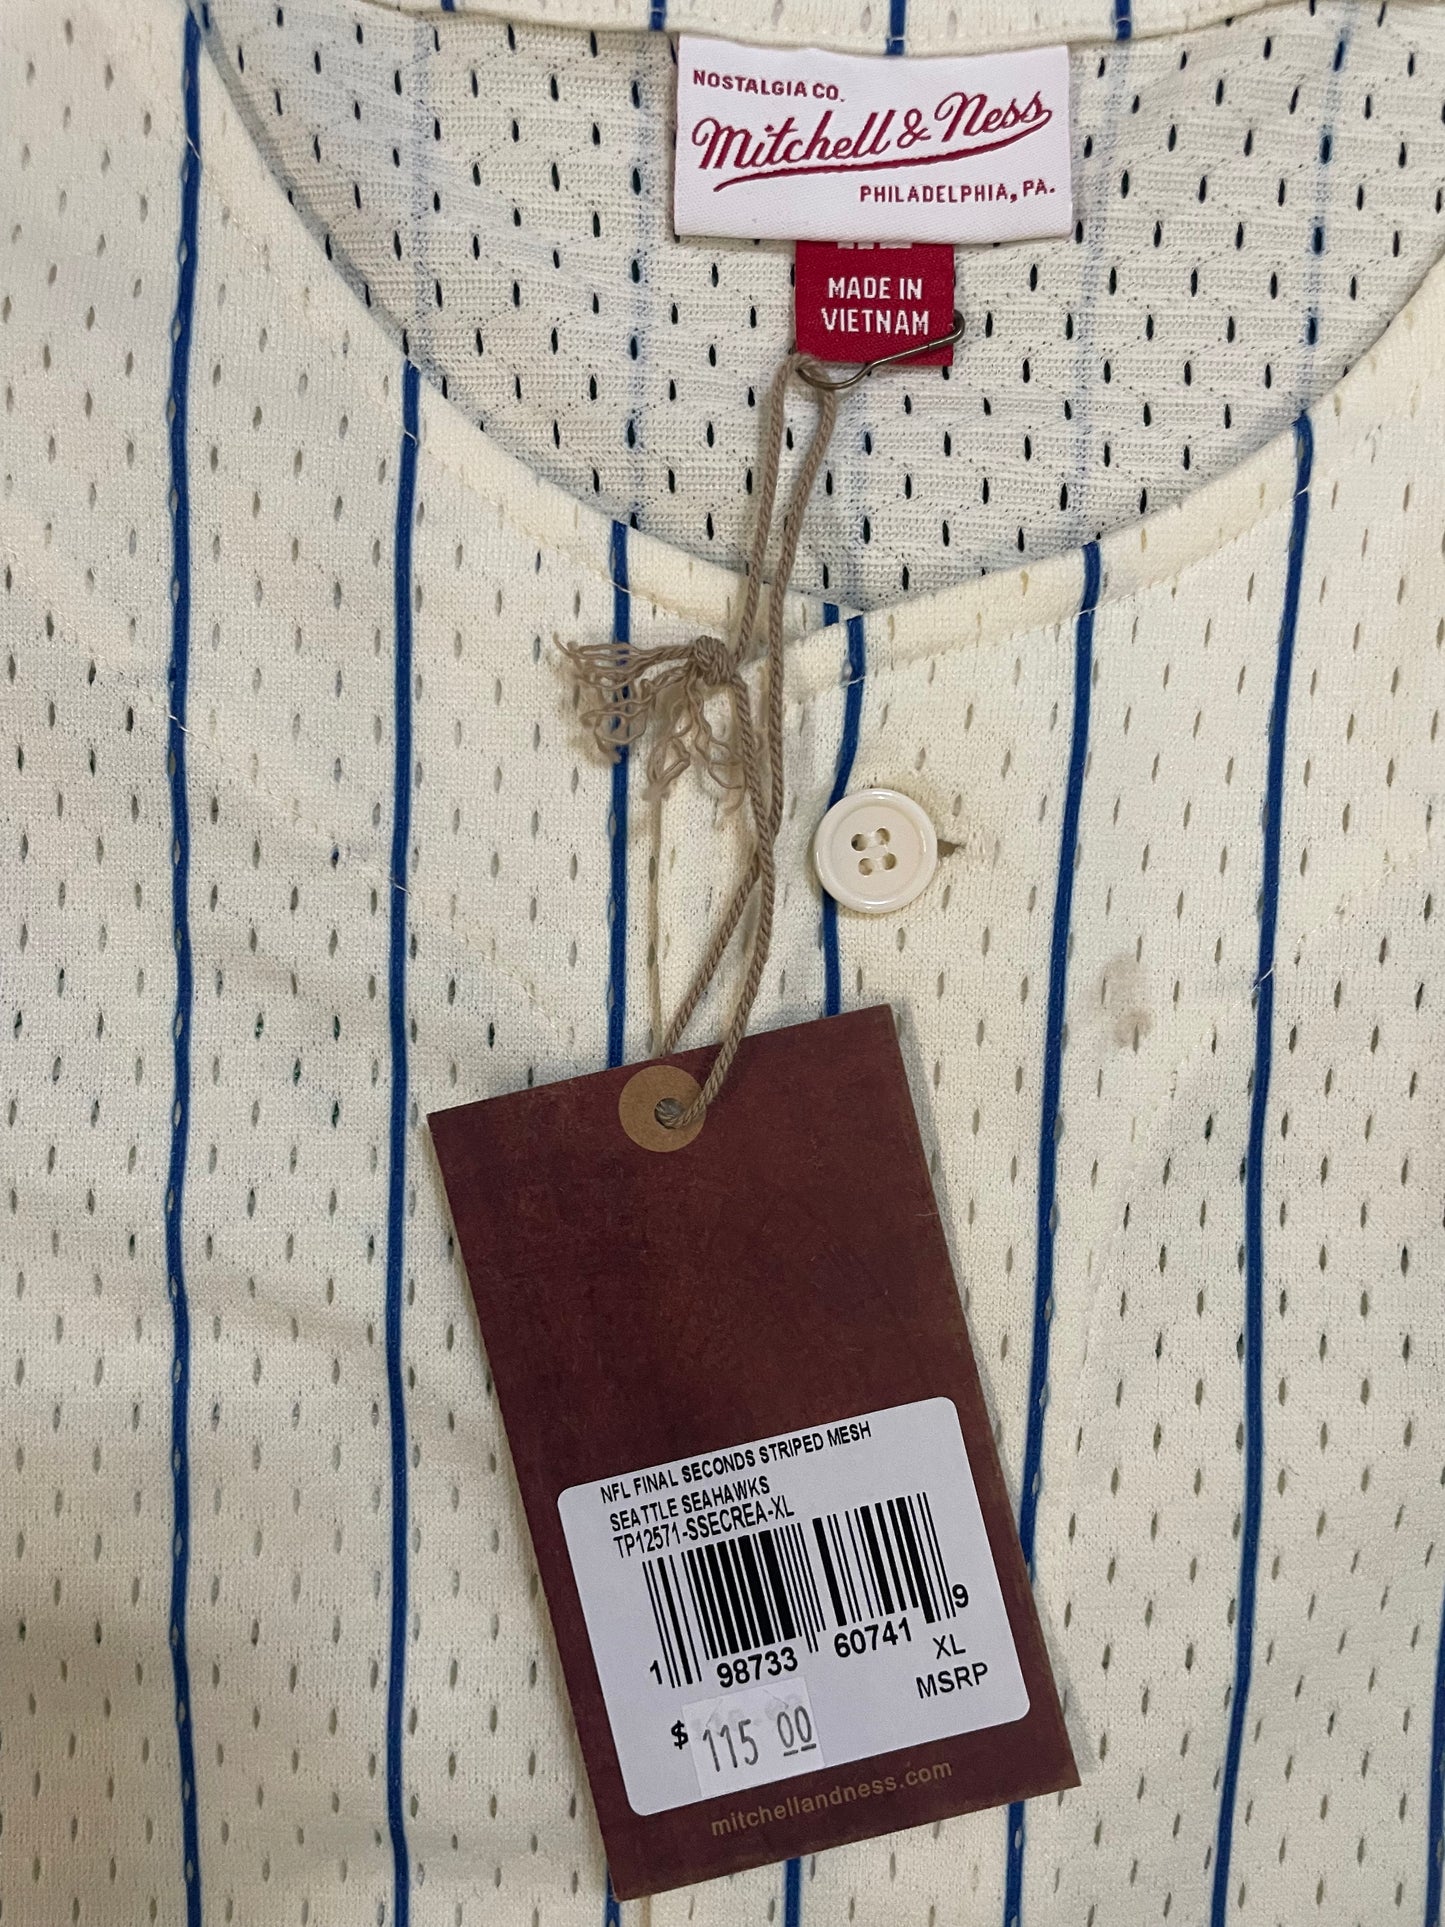 NOSTALGIA CO.
Mitchell & Ness
PHILADELPHIA, PA.
MADE IN
VIETNAM
NFL FINAL SECONDS STRIPED MESH
SEATTLE SEAHAWKS
TP12571-SSECREA-XL
1 98733 60741 9
XL
MSRP
$ 115 00
mitchellandness.com